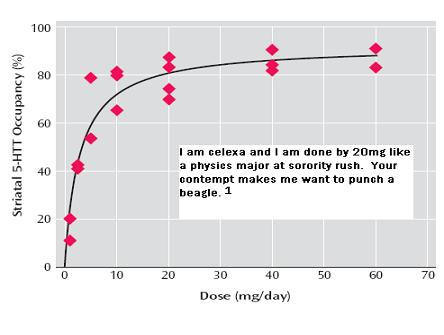 100
80
60
40
20
0
Striatal 5-HTT Occupancy (%)
I am celexa and I am done by 20mg like
a physics major at sorority rush.  Your
contempt makes me want to punch a
beagle. 1
0 10 20 30 40 50 60 70
Dose (mg/day)